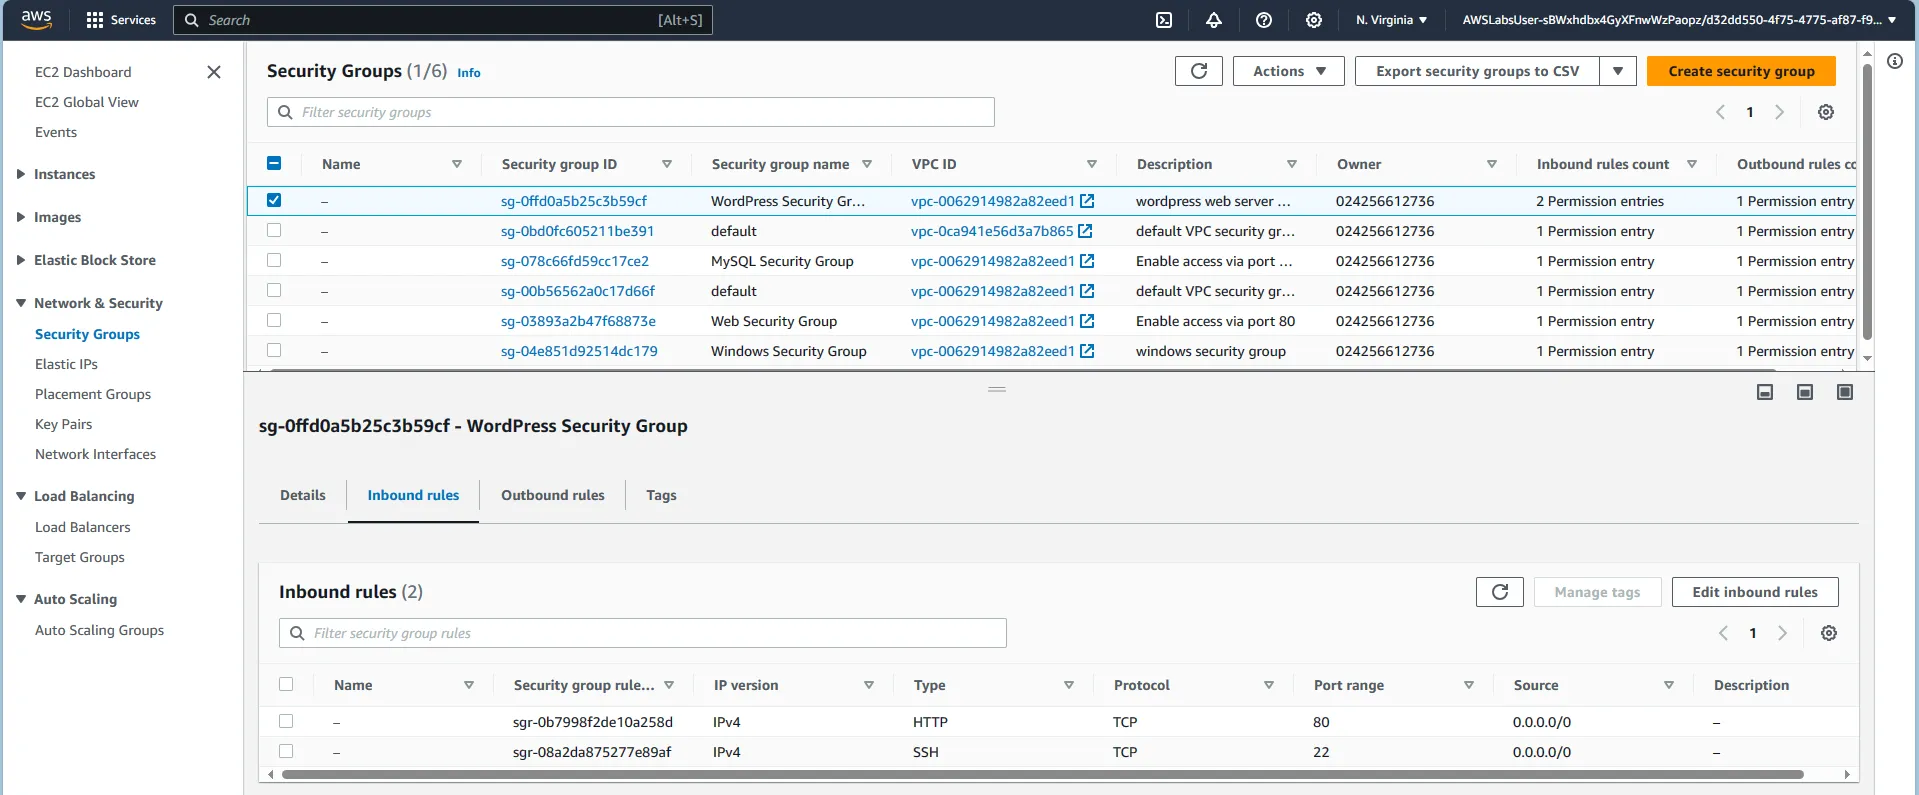 aws Services Search [Alt+S] N. Virginia AWSLabsUser-sBWxhdbx4GyXFnwWzPaopz/d32dd550-4f75-4775-af87-f9...
EC2 Dashboard
EC2 Global View
Events
Instances
Images
Elastic Block Store
Network & Security
Security Groups
Elastic IPs
Placement Groups
Key Pairs
Network Interfaces
Load Balancing
Load Balancers
Target Groups
Auto Scaling
Auto Scaling Groups
Security Groups (1/6) Info Actions Export security groups to CSV Create security group
Filter security groups 1
Name Security group ID Security group name VPC ID Description Owner Inbound rules count Outbound rules co
– sg-0ffd0a5b25c3b59cf WordPress Security Gr... vpc-0062914982a82eed1 wordpress web server ... 024256612736 2 Permission entries 1 Permission entry
– sg-0bd0fc605211be391 default vpc-0ca941e56d3a7b865 default VPC security gr... 024256612736 1 Permission entry 1 Permission entry
– sg-078c66fd59cc17ce2 MySQL Security Group vpc-0062914982a82eed1 Enable access via port ... 024256612736 1 Permission entry 1 Permission entry
– sg-00b56562a0c17d66f default vpc-0062914982a82eed1 default VPC security gr... 024256612736 1 Permission entry 1 Permission entry
– sg-03893a2b47f68873e Web Security Group vpc-0062914982a82eed1 Enable access via port 80 024256612736 1 Permission entry 1 Permission entry
– sg-04e851d92514dc179 Windows Security Group vpc-0062914982a82eed1 windows security group 024256612736 1 Permission entry 1 Permission entry
sg-0ffd0a5b25c3b59cf - WordPress Security Group
Details Inbound rules Outbound rules Tags
Inbound rules (2) Manage tags Edit inbound rules
Filter security group rules 1
Name Security group rule... IP version Type Protocol Port range Source Description
– sgr-0b7998f2de10a258d IPv4 HTTP TCP 80 0.0.0.0/0 –
– sgr-08a2da875277e89af IPv4 SSH TCP 22 0.0.0.0/0 –